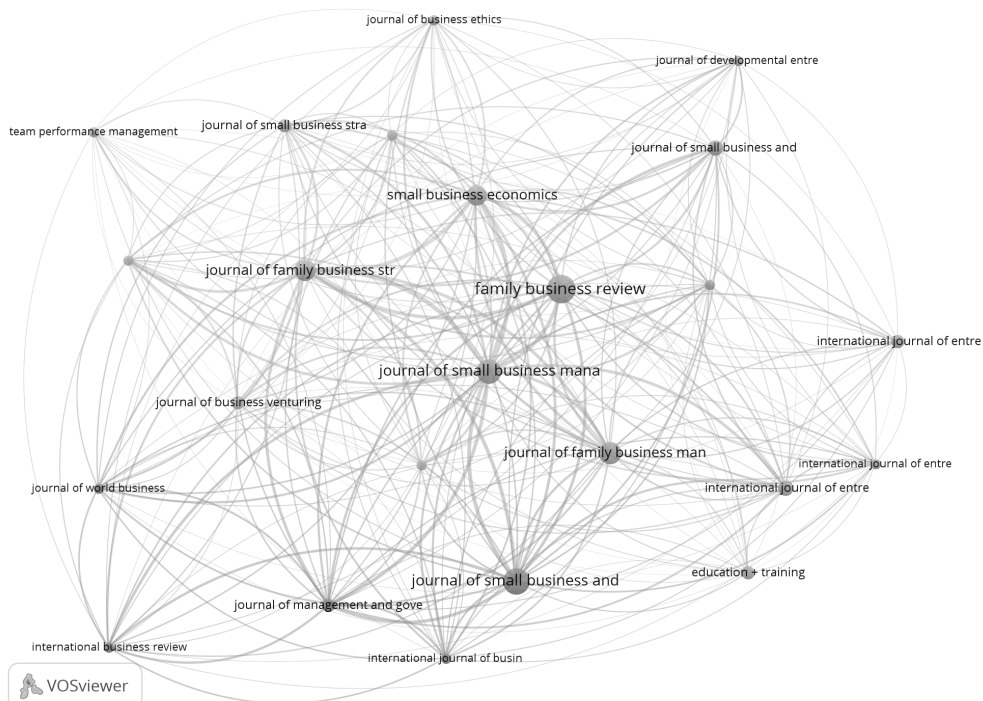 journal of business ethics
journal of developmental entre
team performance management
journal of small business stra
journal of small business and
small business economics
journal of family business str
family business review
international journal of entre
journal of small business mana
journal of business venturing
journal of family business man
international journal of entre
journal of world business
international journal of entre
education + training
journal of small business and
journal of management and gove
international business review
international journal of busin
VOSviewer